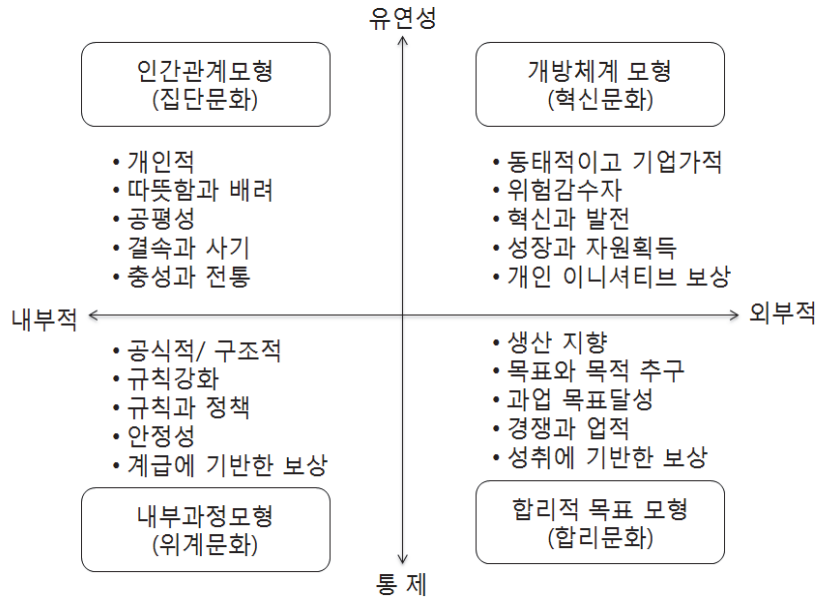 유연성
인간관계모형
(집단문화)
개방체계 모형
(혁신문화)
• 개인적
• 따뜻함과 배려
• 공평성
• 결속과 사기
• 충성과 전통
• 동태적이고 기업가적
• 위험감수자
• 혁신과 발전
• 성장과 자원획득
• 개인 이니셔티브 보상
내부적
외부적
• 공식적/ 구조적
• 규칙강화
• 규칙과 정책
• 안정성
• 계급에 기반한 보상
• 생산 지향
• 목표와 목적 추구
• 과업 목표달성
• 경쟁과 업적
• 성취에 기반한 보상
내부과정모형
(위계문화)
합리적 목표 모형
(합리문화)
통 제